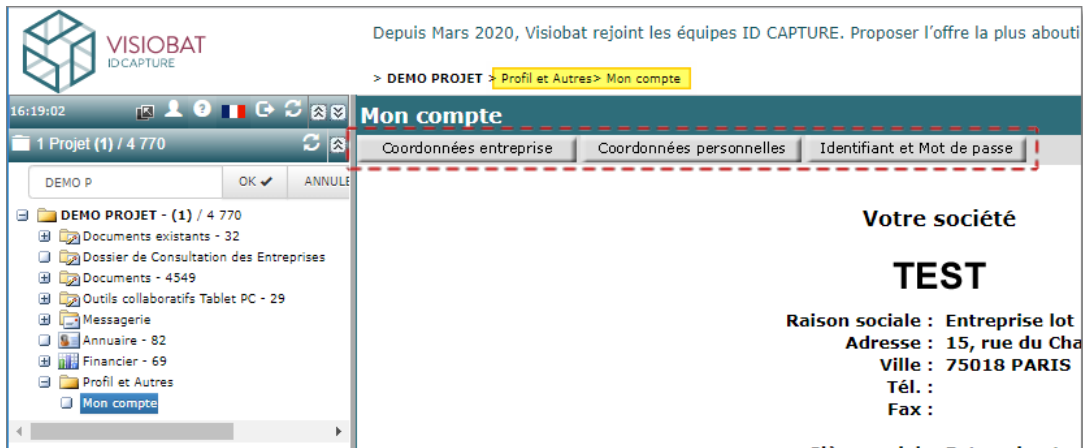 VISIOBAT
ID CAPTURE
Depuis Mars 2020, Visiobat rejoint les équipes ID CAPTURE. Proposer l'offre la plus abouti
> DEMO PROJET > Profil et Autres> Mon compte
16:19:02
1 Projet (1) / 4 770
DEMO P OK ANNULE
DEMO PROJET - (1) / 4 770
Documents existants - 32
Dossier de Consultation des Entreprises
Documents - 4549
Outils collaboratifs Tablet PC - 29
Messagerie
Annuaire - 82
Financier - 69
Profil et Autres
Mon compte
Mon compte
Coordonnées entreprise Coordonnées personnelles Identifiant et Mot de passe
Votre société
TEST
Raison sociale : Entreprise lot
Adresse : 15, rue du Cha
Ville : 75018 PARIS
Tél. :
Fax :